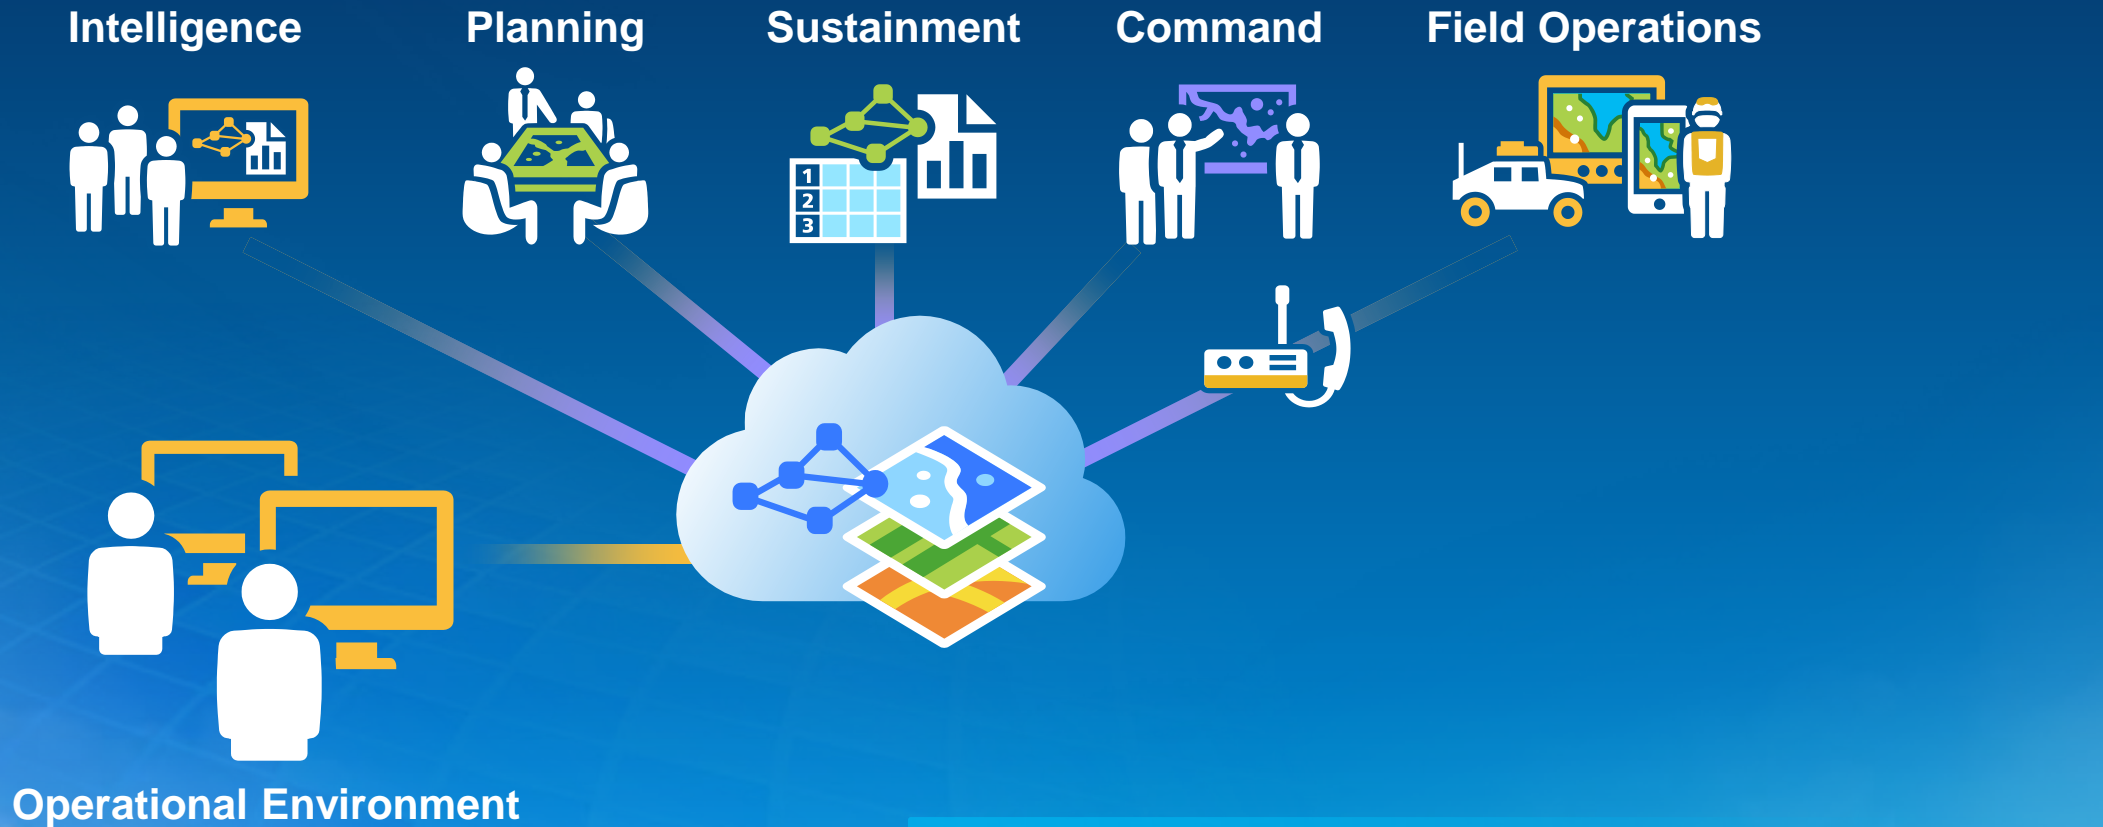 Intelligence Planning Sustainment Command Field Operations
1
2
3
Operational Environment